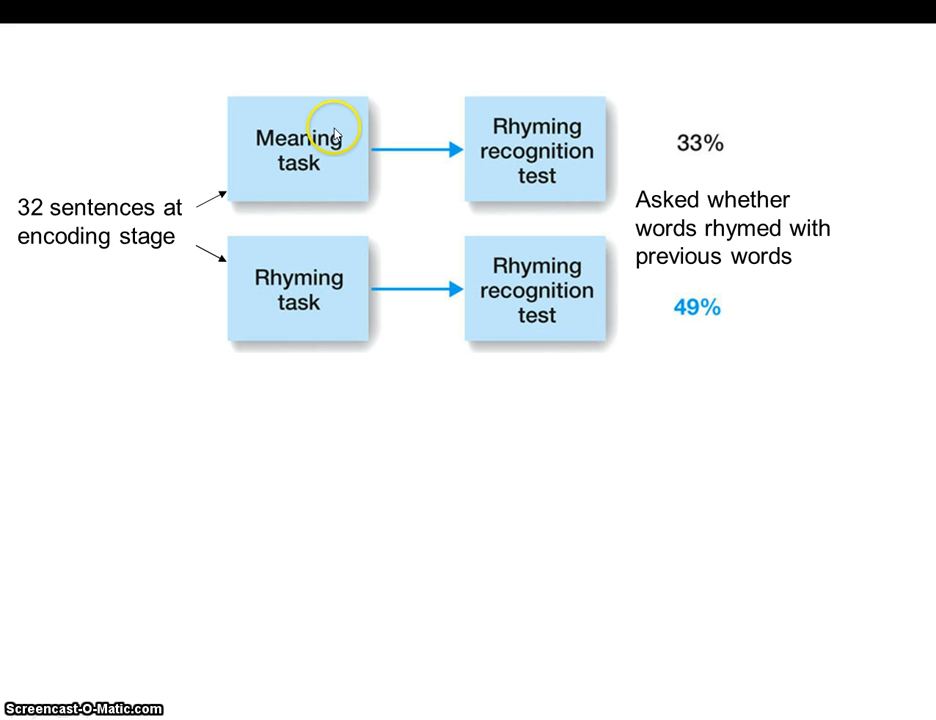 Meaning
task
Rhyming
recognition
test
33%
32 sentences at
encoding stage
Asked whether
words rhymed with
previous words
Rhyming
task
Rhyming
recognition
test
49%
Screencast-O-Matic.com